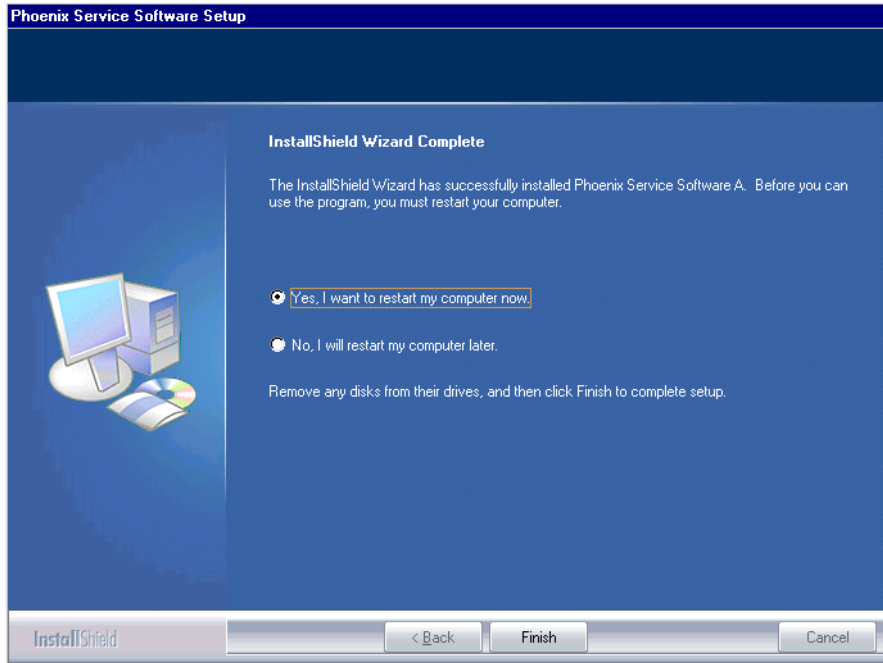 Phoenix Service Software Setup
InstallShield Wizard Complete
The InstallShield Wizard has successfully installed Phoenix Service Software A. Before you can
use the program, you must restart your computer.
Yes, I want to restart my computer now.
No, I will restart my computer later.
Remove any disks from their drives, and then click Finish to complete setup.
InstallShield
< Back
Finish
Cancel